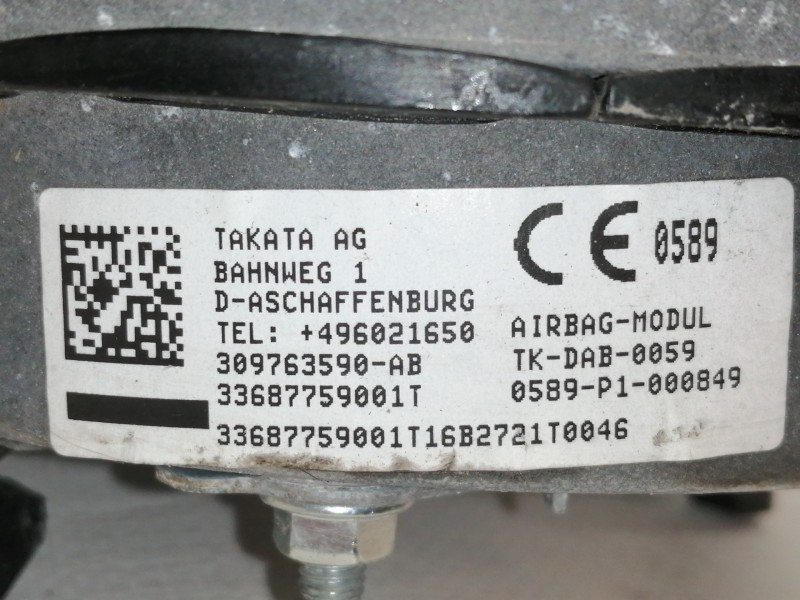 TAKATA AG
BAHNWEG 1
D-ASCHAFFENBURG
TEL: +496021650
309763590-AB
33687759001T
33687759001T16B2721T0046
CE 0589
AIRBAG-MODUL
TK-DAB-0059
0589-P1-000849